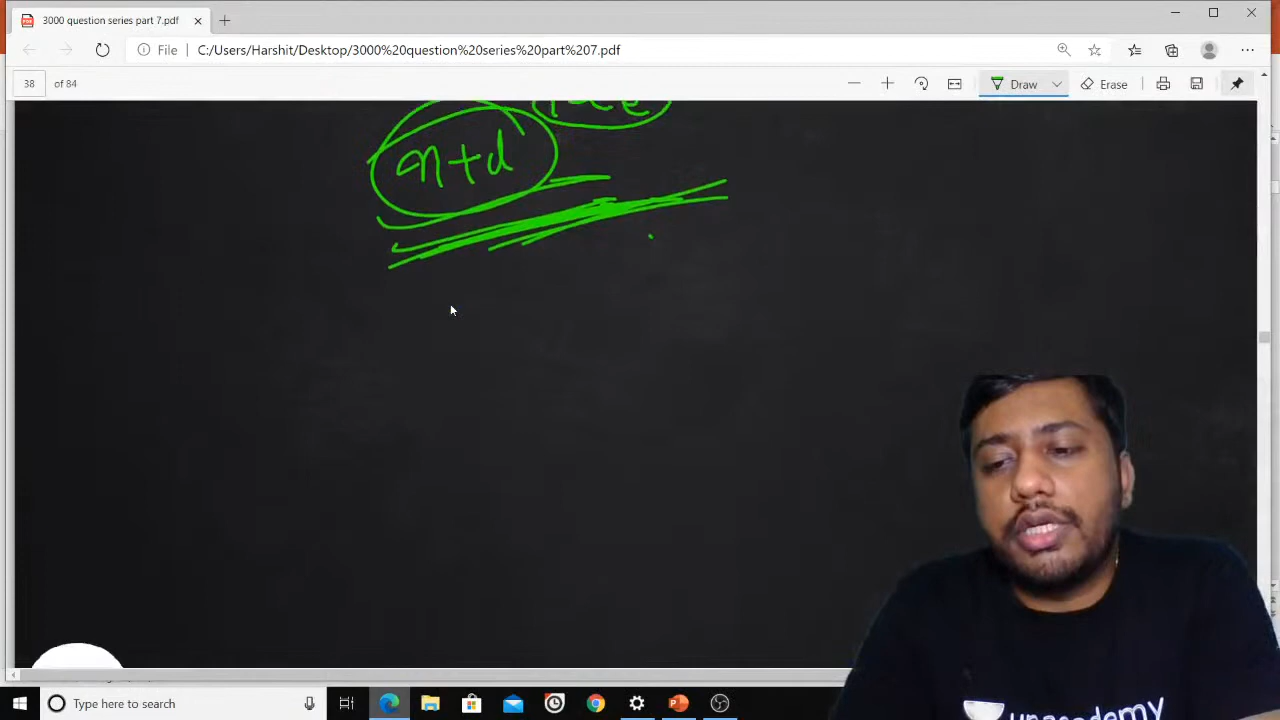 3000 question series part 7.pdf
File C:/Users/Harshit/Desktop/3000%20question%20series%20part%207.pdf
38 of 84
Draw
Erase
n+d
unacademy
Type here to search